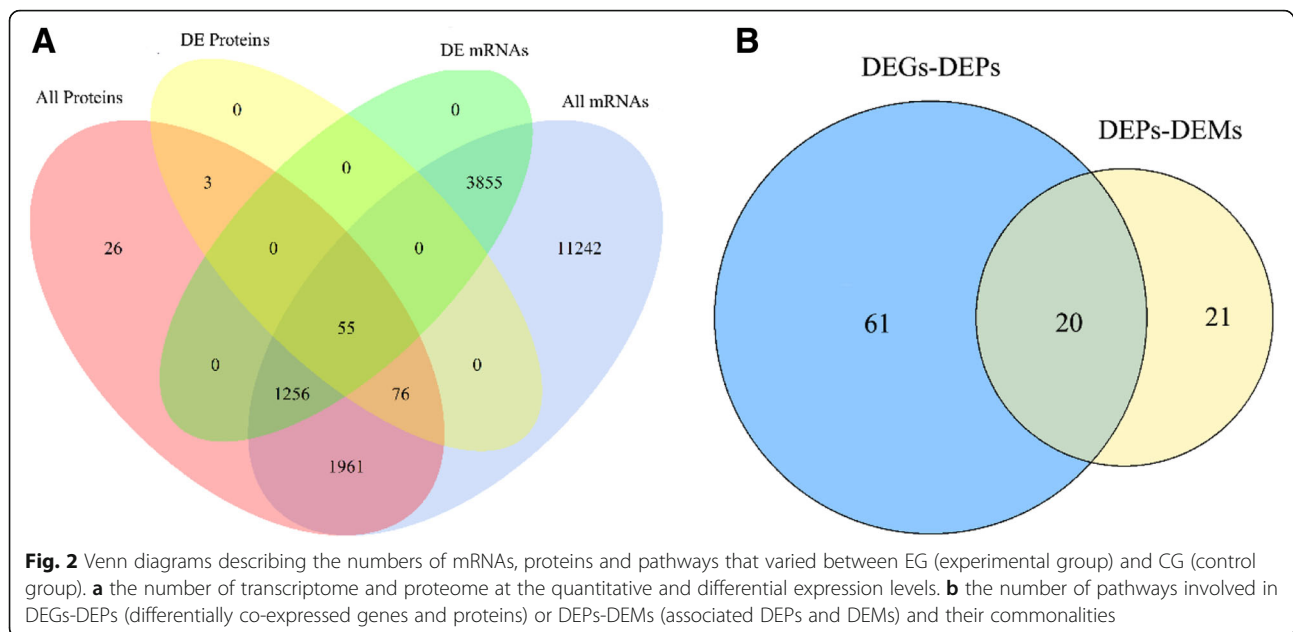 A
DE Proteins
DE mRNAs
All Proteins
All mRNAs
0
0
0
3
3855
26
0
0
11242
55
0
0
1256
76
1961
B
DEGs-DEPs
DEPs-DEMs
61
20
21
Fig. 2 Venn diagrams describing the numbers of mRNAs, proteins and pathways that varied between EG (experimental group) and CG (control
group). a the number of transcriptome and proteome at the quantitative and differential expression levels. b the number of pathways involved in
DEGs-DEPs (differentially co-expressed genes and proteins) or DEPs-DEMs (associated DEPs and DEMs) and their commonalities